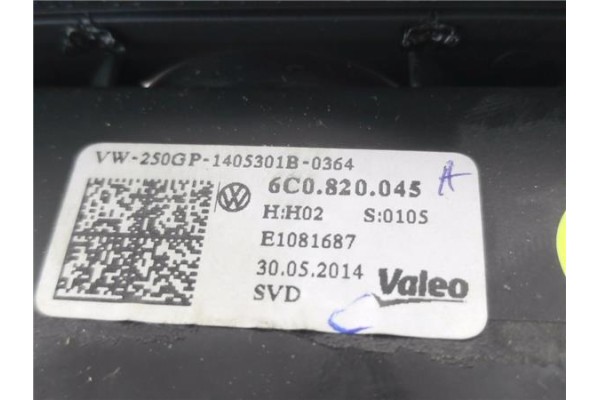 VW-250GP-1405301B-0364
6C0.820.045 A
H:H02 S:0105
E1081687
30.05.2014 Valeo
SVD